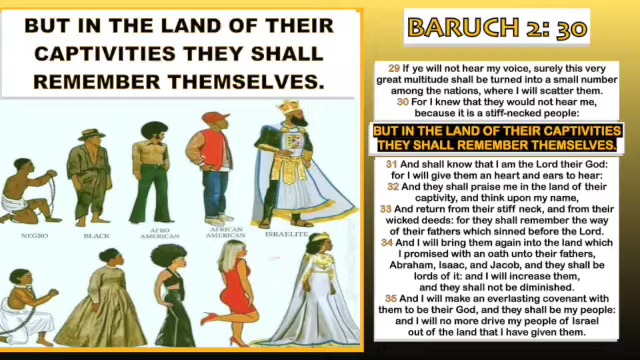 BUT IN THE LAND OF THEIR
CAPTIVITIES THEY SHALL
REMEMBER THEMSELVES.
NEGRO
BLACK
AFRO
AMERICAN
AFRICAN
AMERICAN
ISRAELITE
BARUCH 2: 30
29 If ye will not hear my voice, surely this very
great multitude shall be turned into a small number
among the nations, where I will scatter them.
30 For I knew that they would not hear me,
because it is a stiff-necked people:
BUT IN THE LAND OF THEIR CAPTIVITIES
THEY SHALL REMEMBER THEMSELVES.
31 And shall know that I am the Lord their God:
for I will give them an heart and ears to hear:
32 And they shall praise me in the land of their
captivity, and think upon my name,
33 And return from their stiff neck, and from their
wicked deeds: for they shall remember the way
of their fathers which sinned before the Lord.
34 And I will bring them again into the land which
I promised with an oath unto their fathers,
Abraham, Isaac, and Jacob, and they shall be
lords of it: and I will increase them,
and they shall not be diminished.
35 And I will make an everlasting covenant with
them to be their God, and they shall be my people:
and I will no more drive my people of Israel
out of the land that I have given them.